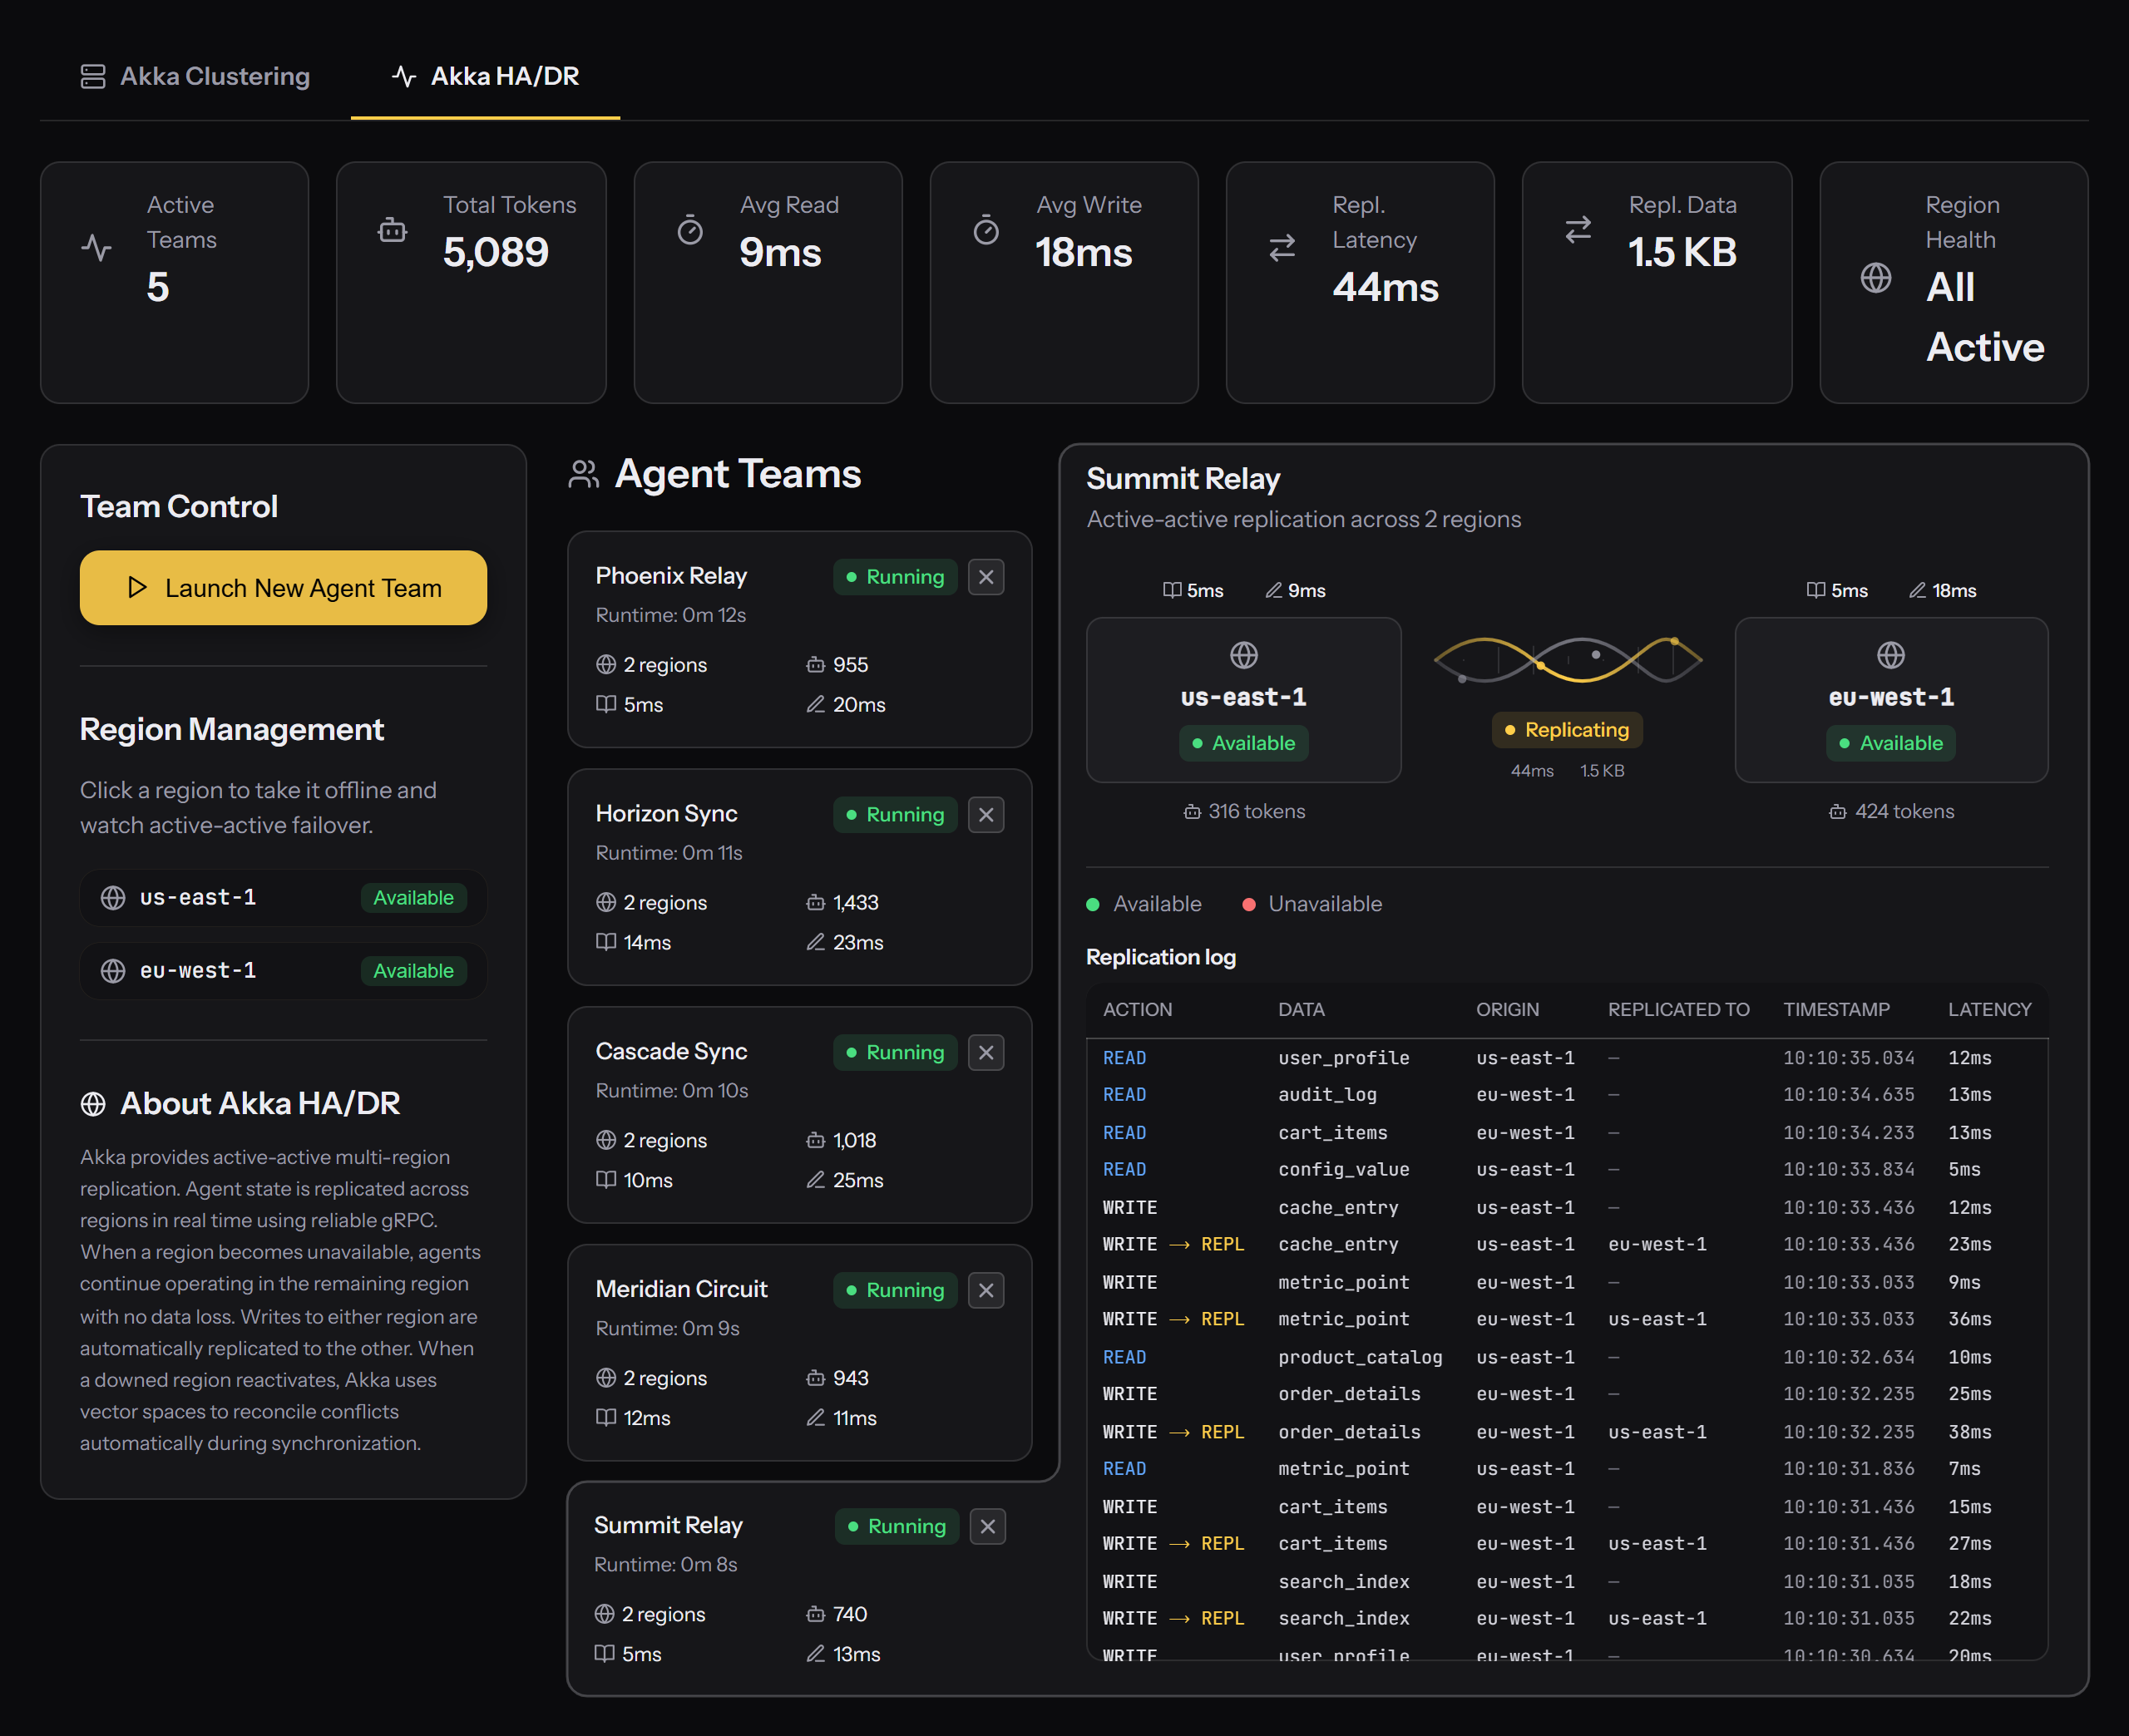 Akka Clustering
Akka HA/DR
Active
Teams
5
Total Tokens
5,089
Avg Read
9ms
Avg Write
18ms
Repl.
Latency
44ms
Repl. Data
1.5 KB
Region
Health
All
Active
Team Control
Launch New Agent Team
Region Management
Click a region to take it offline and
watch active-active failover.
us-east-1 Available
eu-west-1 Available
About Akka HA/DR
Akka provides active-active multi-region
replication. Agent state is replicated across
regions in real time using reliable gRPC.
When a region becomes unavailable, agents
continue operating in the remaining region
with no data loss. Writes to either region are
automatically replicated to the other. When
a downed region reactivates, Akka uses
vector spaces to reconcile conflicts
automatically during synchronization.
Agent Teams
Phoenix Relay Running
Runtime: 0m 12s
2 regions 955
5ms 20ms
Horizon Sync Running
Runtime: 0m 11s
2 regions 1,433
14ms 23ms
Cascade Sync Running
Runtime: 0m 10s
2 regions 1,018
10ms 25ms
Meridian Circuit Running
Runtime: 0m 9s
2 regions 943
12ms 11ms
Summit Relay Running
Runtime: 0m 8s
2 regions 740
5ms 13ms
Summit Relay
Active-active replication across 2 regions
5ms 9ms
us-east-1
Available
316 tokens
Replicating
44ms 1.5 KB
5ms 18ms
eu-west-1
Available
424 tokens
Available Unavailable
Replication log
ACTION DATA ORIGIN REPLICATED TO TIMESTAMP LATENCY
READ user_profile us-east-1 — 10:10:35.034 12ms
READ audit_log eu-west-1 — 10:10:34.635 13ms
READ cart_items eu-west-1 — 10:10:34.233 13ms
READ config_value us-east-1 — 10:10:33.834 5ms
WRITE cache_entry us-east-1 — 10:10:33.436 12ms
WRITE → REPL cache_entry us-east-1 eu-west-1 10:10:33.436 23ms
WRITE metric_point eu-west-1 — 10:10:33.033 9ms
WRITE → REPL metric_point eu-west-1 us-east-1 10:10:33.033 36ms
READ product_catalog us-east-1 — 10:10:32.634 10ms
WRITE order_details eu-west-1 — 10:10:32.235 25ms
WRITE → REPL order_details eu-west-1 us-east-1 10:10:32.235 38ms
READ metric_point us-east-1 — 10:10:31.836 7ms
WRITE cart_items eu-west-1 — 10:10:31.436 15ms
WRITE → REPL cart_items eu-west-1 us-east-1 10:10:31.436 27ms
WRITE search_index eu-west-1 — 10:10:31.035 18ms
WRITE → REPL search_index eu-west-1 us-east-1 10:10:31.035 22ms
WRITE user_profile eu-west-1 — 10:10:30.634 20ms